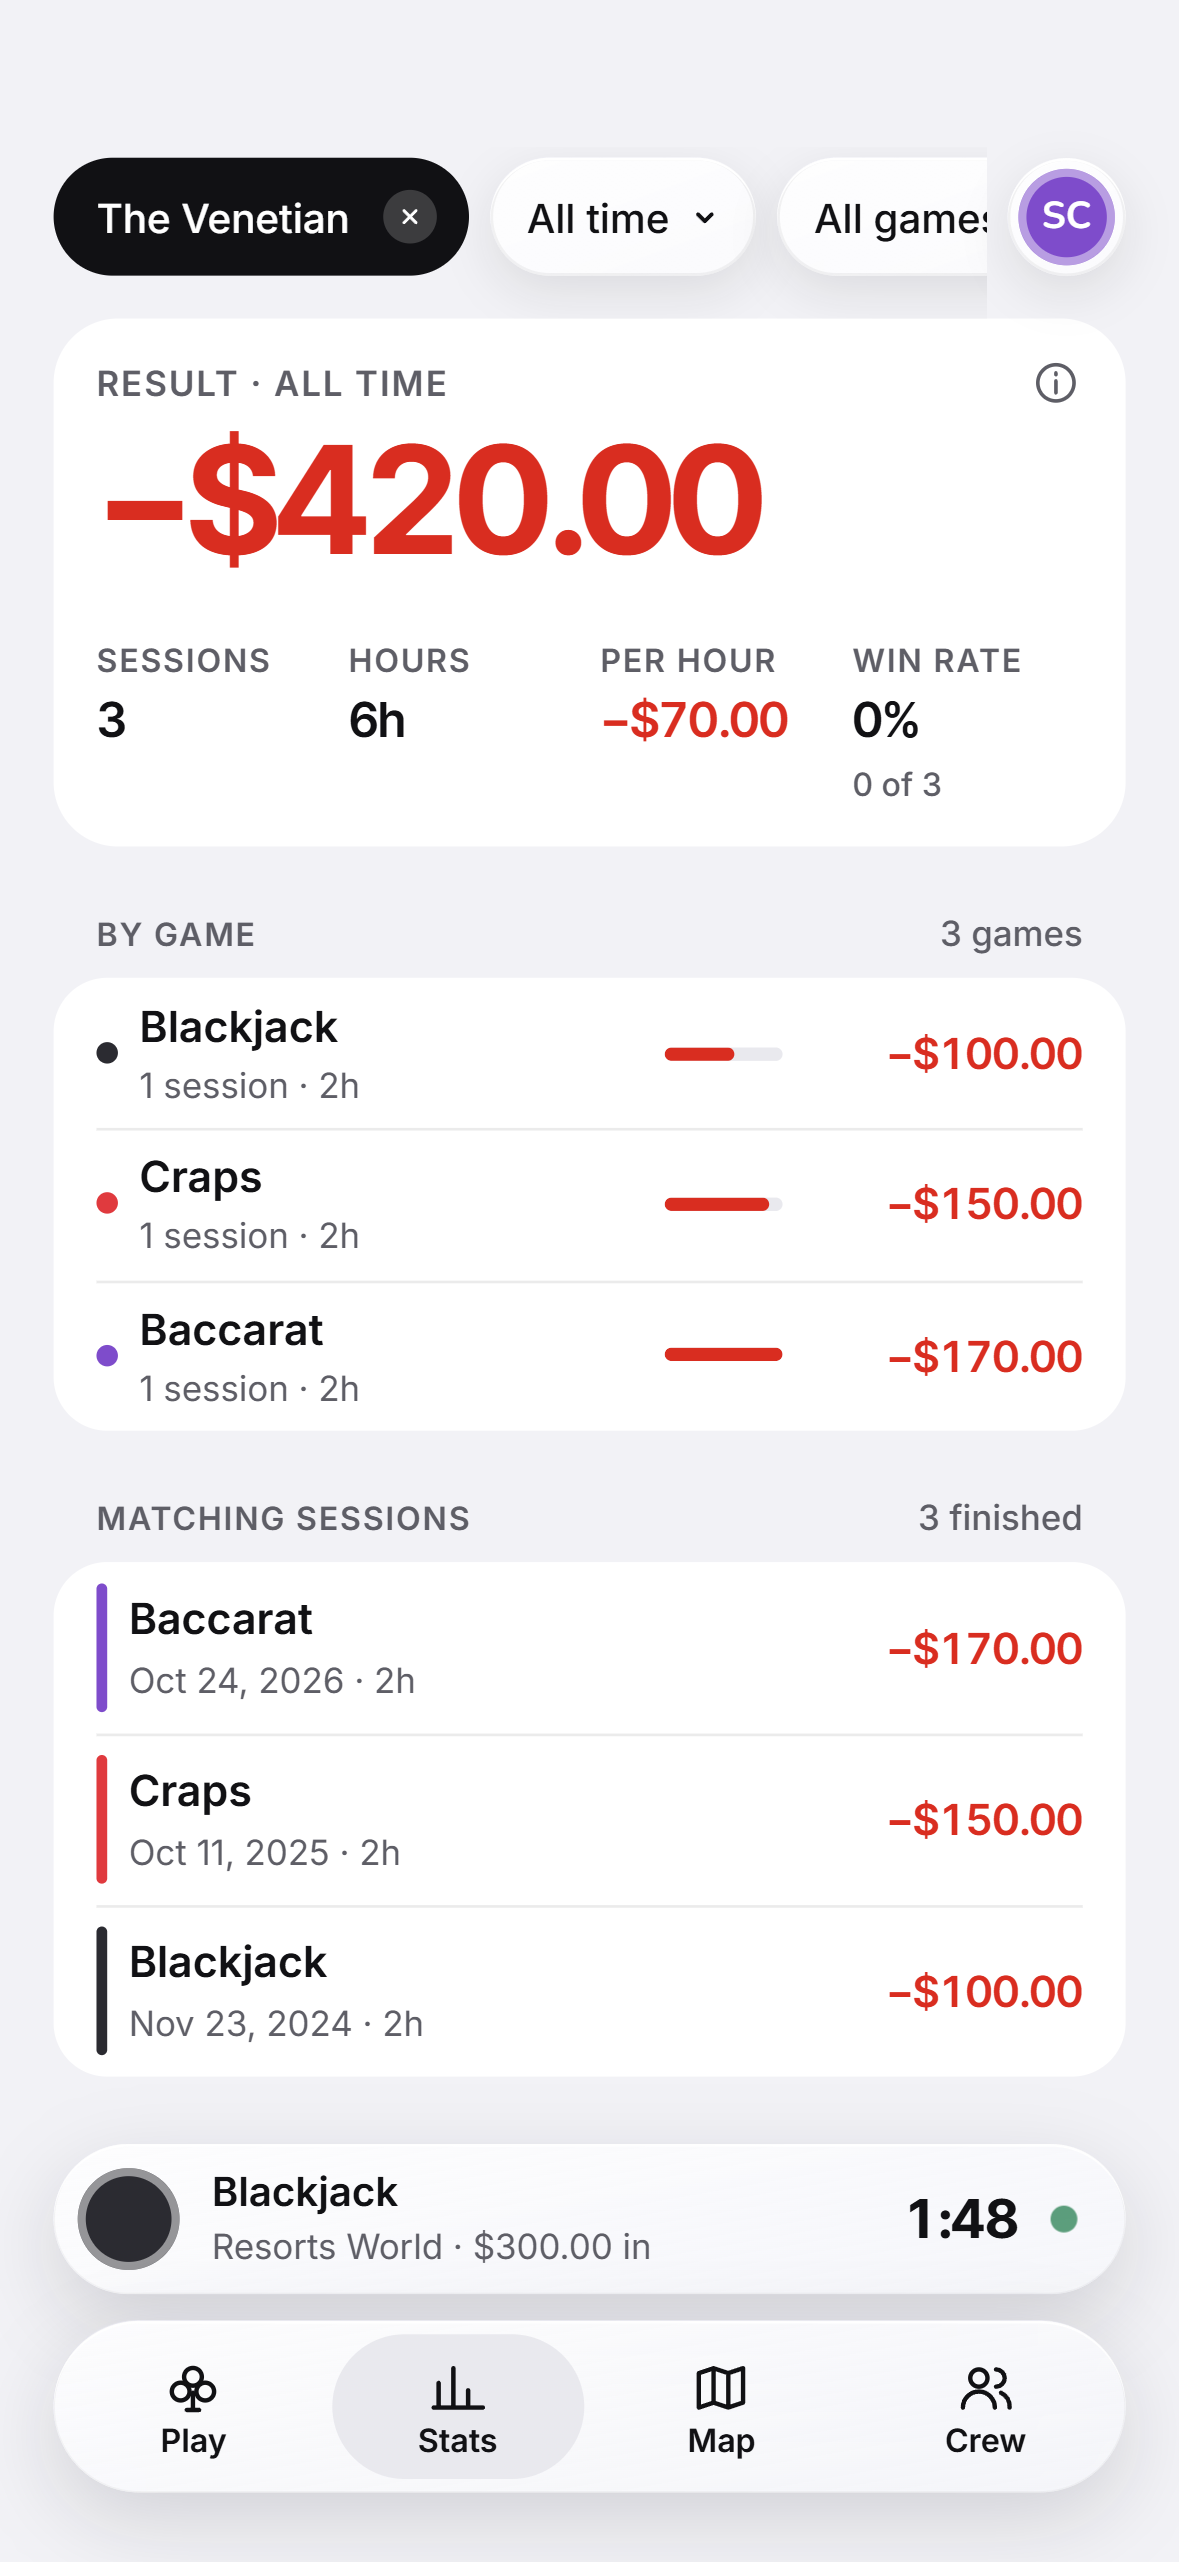 The Venetian
All time
All games
SC
RESULT · ALL TIME
–$420.00
SESSIONS HOURS PER HOUR WIN RATE
3 6h –$70.00 0%
0 of 3
BY GAME 3 games
Blackjack
1 session · 2h
–$100.00
Craps
1 session · 2h
–$150.00
Baccarat
1 session · 2h
–$170.00
MATCHING SESSIONS 3 finished
Baccarat
Oct 24, 2026 · 2h
–$170.00
Craps
Oct 11, 2025 · 2h
–$150.00
Blackjack
Nov 23, 2024 · 2h
–$100.00
Blackjack
Resorts World · $300.00 in
1:48
Play Stats Map Crew